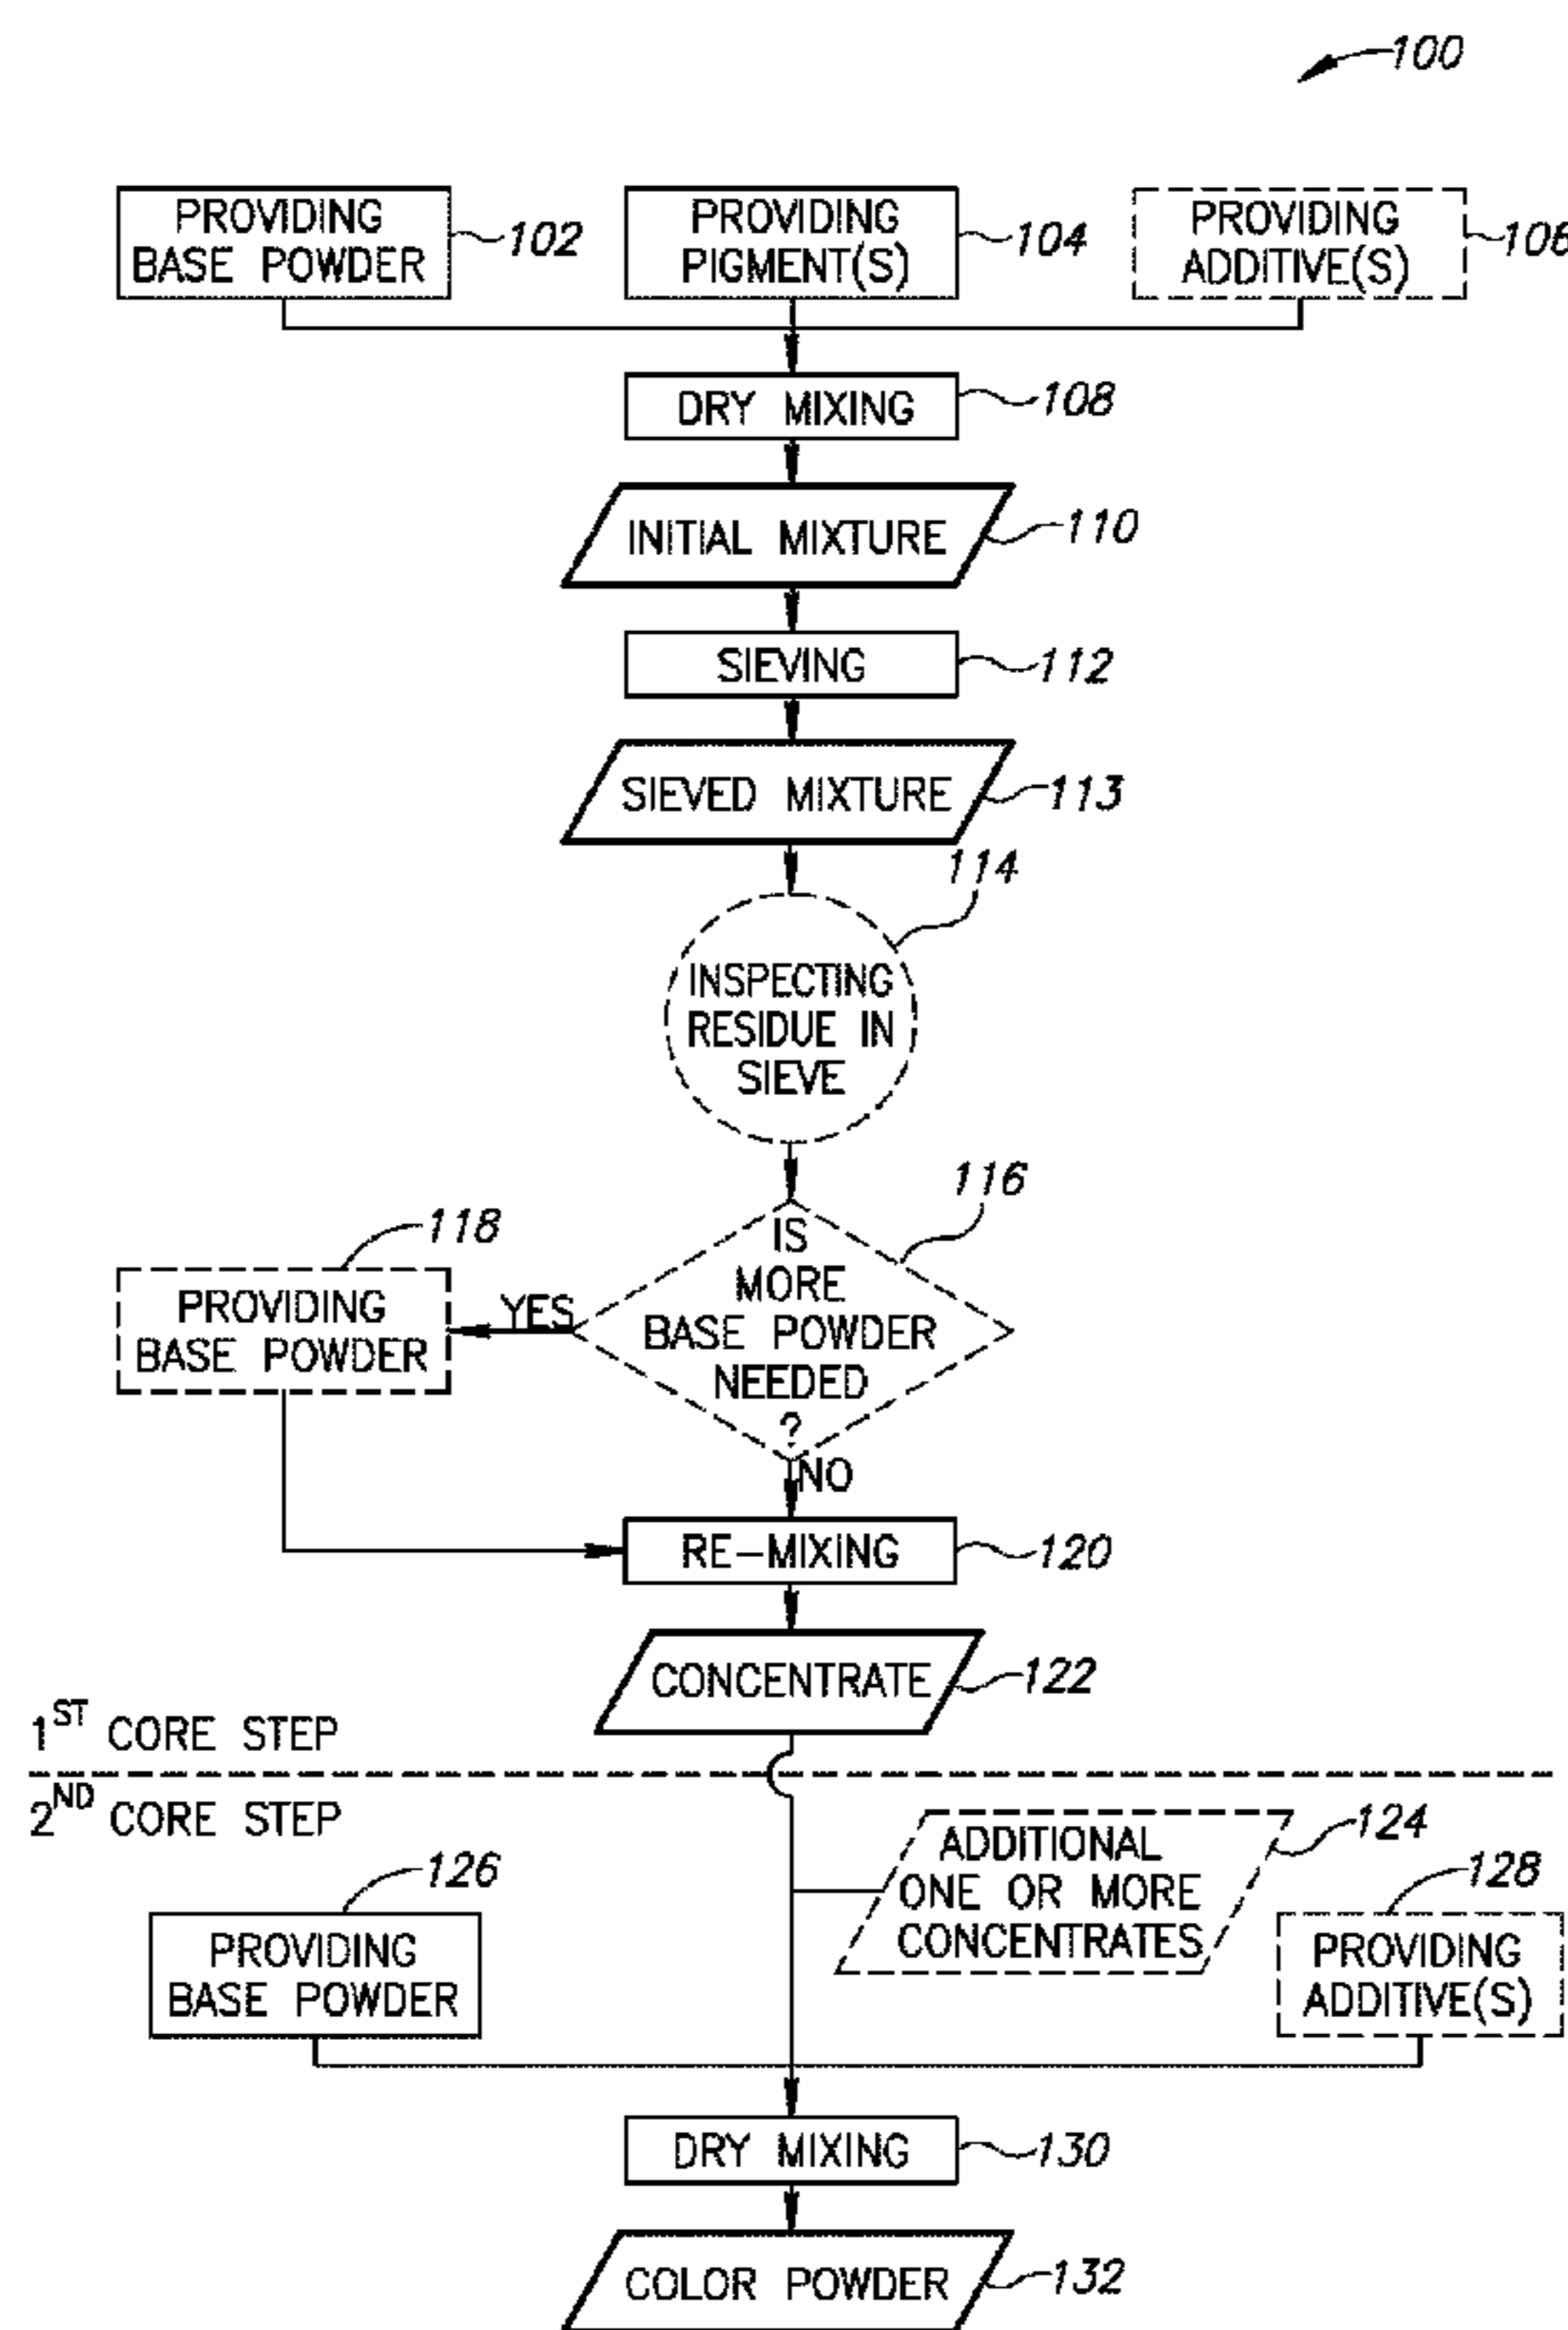 100
PROVIDING
BASE POWDER
102
PROVIDING
PIGMENT(S)
104
PROVIDING
ADDITIVE(S)
106
DRY MIXING
108
INITIAL MIXTURE
110
SIEVING
112
SIEVED MIXTURE
113
114
INSPECTING
RESIDUE IN
SIEVE
116
IS
MORE
BASE POWDER
NEEDED
?
YES
118
PROVIDING
BASE POWDER
NO
RE-MIXING
120
CONCENTRATE
122
1ST CORE STEP
2ND CORE STEP
ADDITIONAL
ONE OR MORE
CONCENTRATES
124
126
PROVIDING
BASE POWDER
128
PROVIDING
ADDITIVE(S)
DRY MIXING
130
COLOR POWDER
132